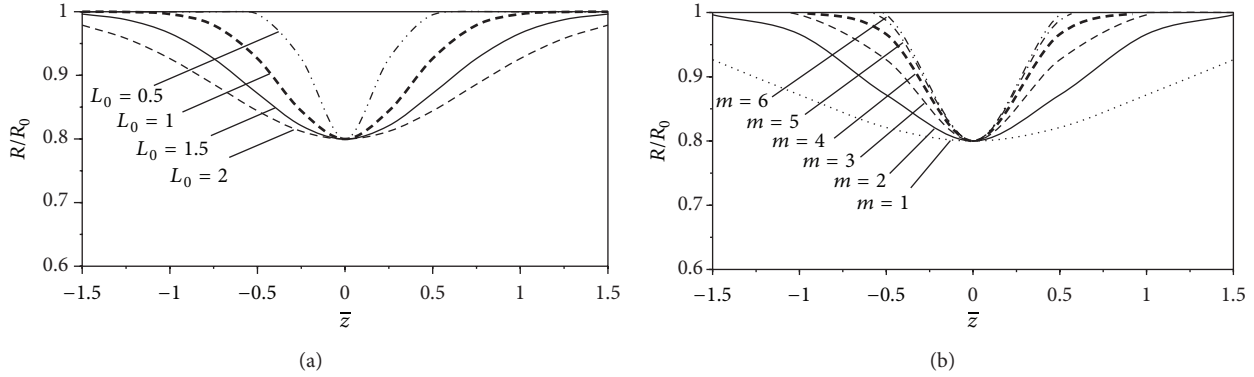 1
0.9
0.8
0.7
0.6
R/R₀
L₀ = 0.5
L₀ = 1
L₀ = 1.5
L₀ = 2
−1.5
−1
−0.5
0
0.5
1
1.5
z̅
(a)
1
0.9
0.8
0.7
0.6
R/R₀
m = 6
m = 5
m = 4
m = 3
m = 2
m = 1
−1.5
−1
−0.5
0
0.5
1
1.5
z̅
(b)